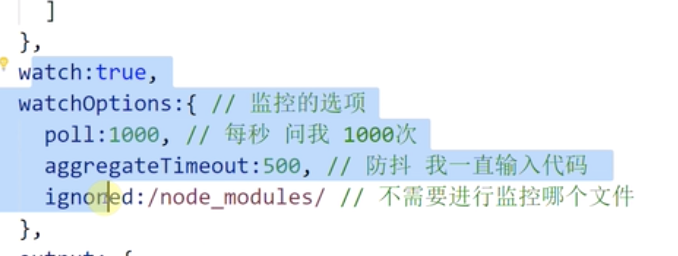 ]
},
watch:true,
watchOptions:{ // 监控的选项
poll:1000, // 每秒 问我 1000次
aggregateTimeout:500, // 防抖 我一直输入代码
ignored:/node_modules/ // 不需要进行监控哪个文件
},